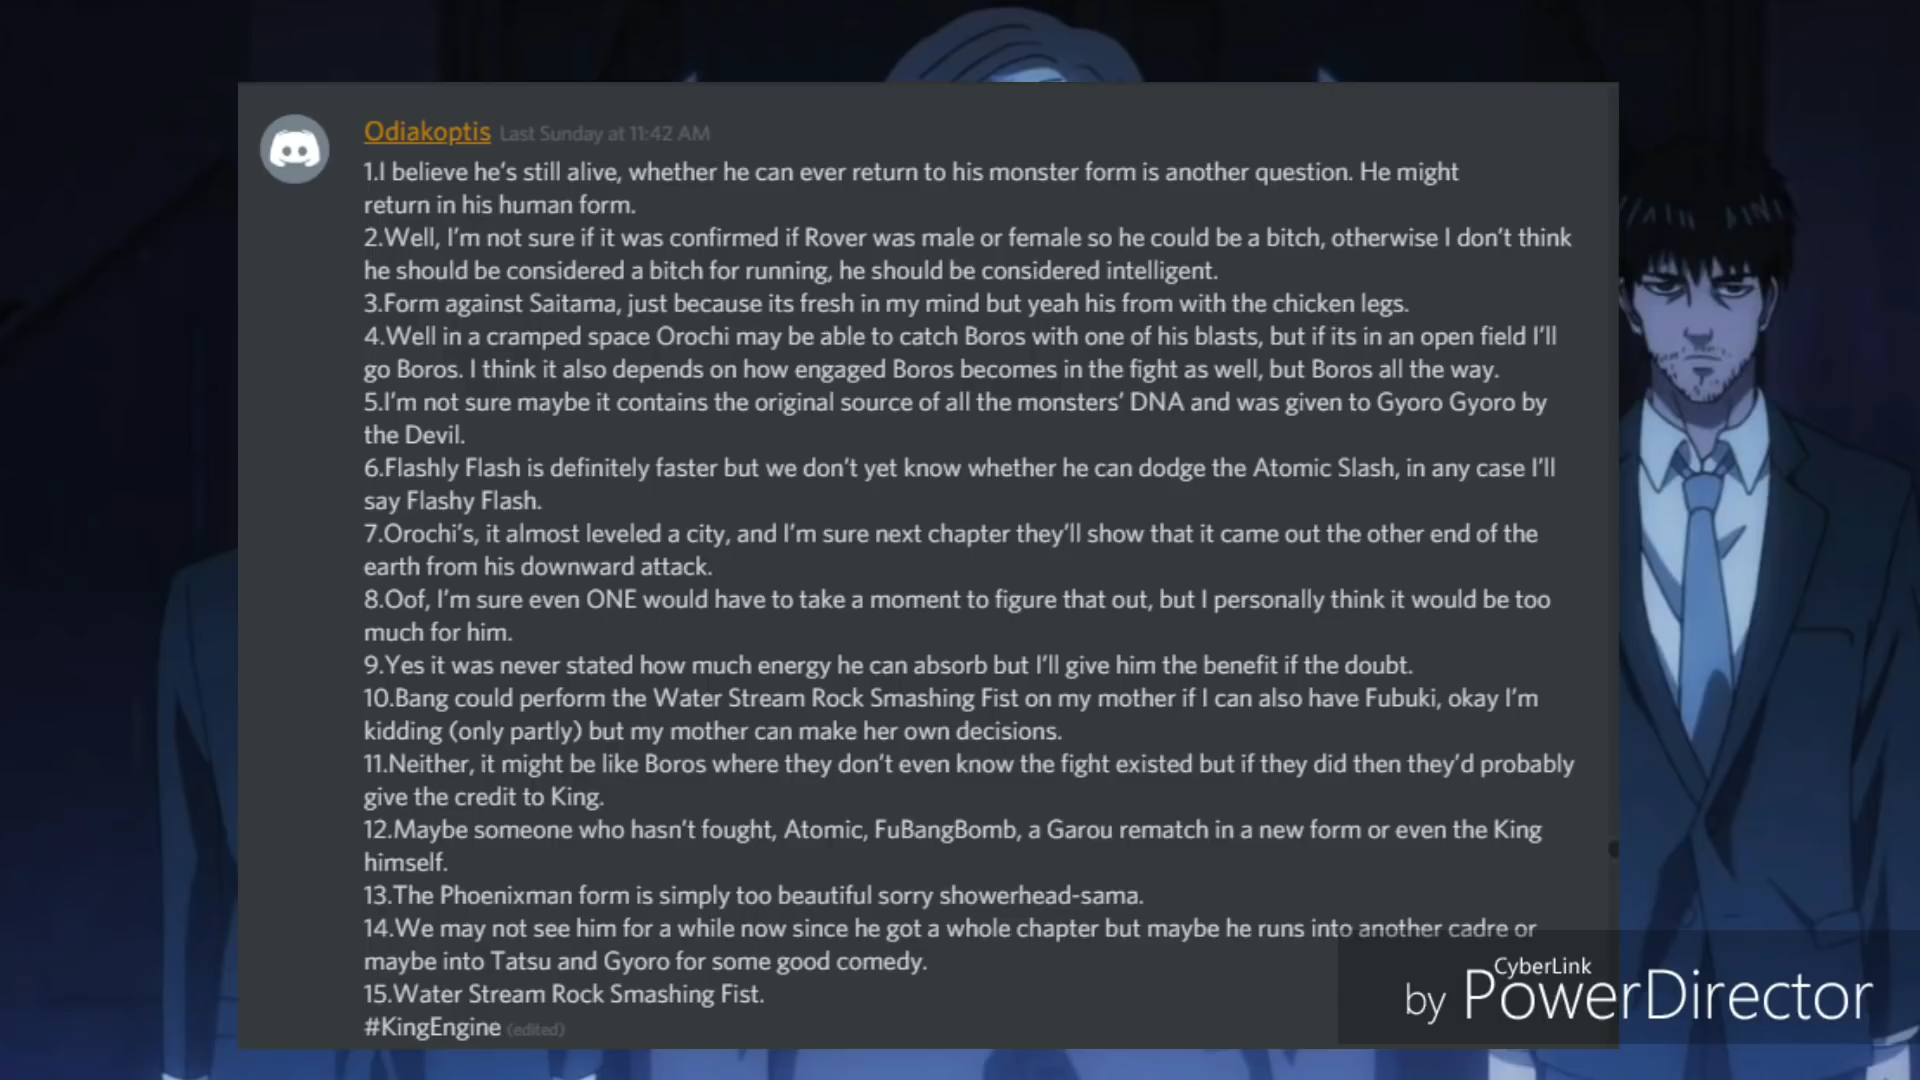 Odiakoptis Last Sunday at 11:42 AM
1.I believe he's still alive, whether he can ever return to his monster form is another question. He might
return in his human form.
2.Well, I'm not sure if it was confirmed if Rover was male or female so he could be a bitch, otherwise I don't think
he should be considered a bitch for running, he should be considered intelligent.
3.Form against Saitama, just because its fresh in my mind but yeah his from with the chicken legs.
4.Well in a cramped space Orochi may be able to catch Boros with one of his blasts, but if its in an open field I'll
go Boros. I think it also depends on how engaged Boros becomes in the fight as well, but Boros all the way.
5.I'm not sure maybe it contains the original source of all the monsters' DNA and was given to Gyoro Gyoro by
the Devil.
6.Flashly Flash is definitely faster but we don't yet know whether he can dodge the Atomic Slash, in any case I'll
say Flashy Flash.
7.Orochi's, it almost leveled a city, and I'm sure next chapter they'll show that it came out the other end of the
earth from his downward attack.
8.Oof, I'm sure even ONE would have to take a moment to figure that out, but I personally think it would be too
much for him.
9.Yes it was never stated how much energy he can absorb but I'll give him the benefit if the doubt.
10.Bang could perform the Water Stream Rock Smashing Fist on my mother if I can also have Fubuki, okay I'm
kidding (only partly) but my mother can make her own decisions.
11.Neither, it might be like Boros where they don't even know the fight existed but if they did then they'd probably
give the credit to King.
12.Maybe someone who hasn't fought, Atomic, FuBangBomb, a Garou rematch in a new form or even the King
himself.
13.The Phoenixman form is simply too beautiful sorry showerhead-sama.
14.We may not see him for a while now since he got a whole chapter but maybe he runs into another cadre or
maybe into Tatsu and Gyoro for some good comedy.
15.Water Stream Rock Smashing Fist.
#KingEngine (edited)
by CyberLink PowerDirector